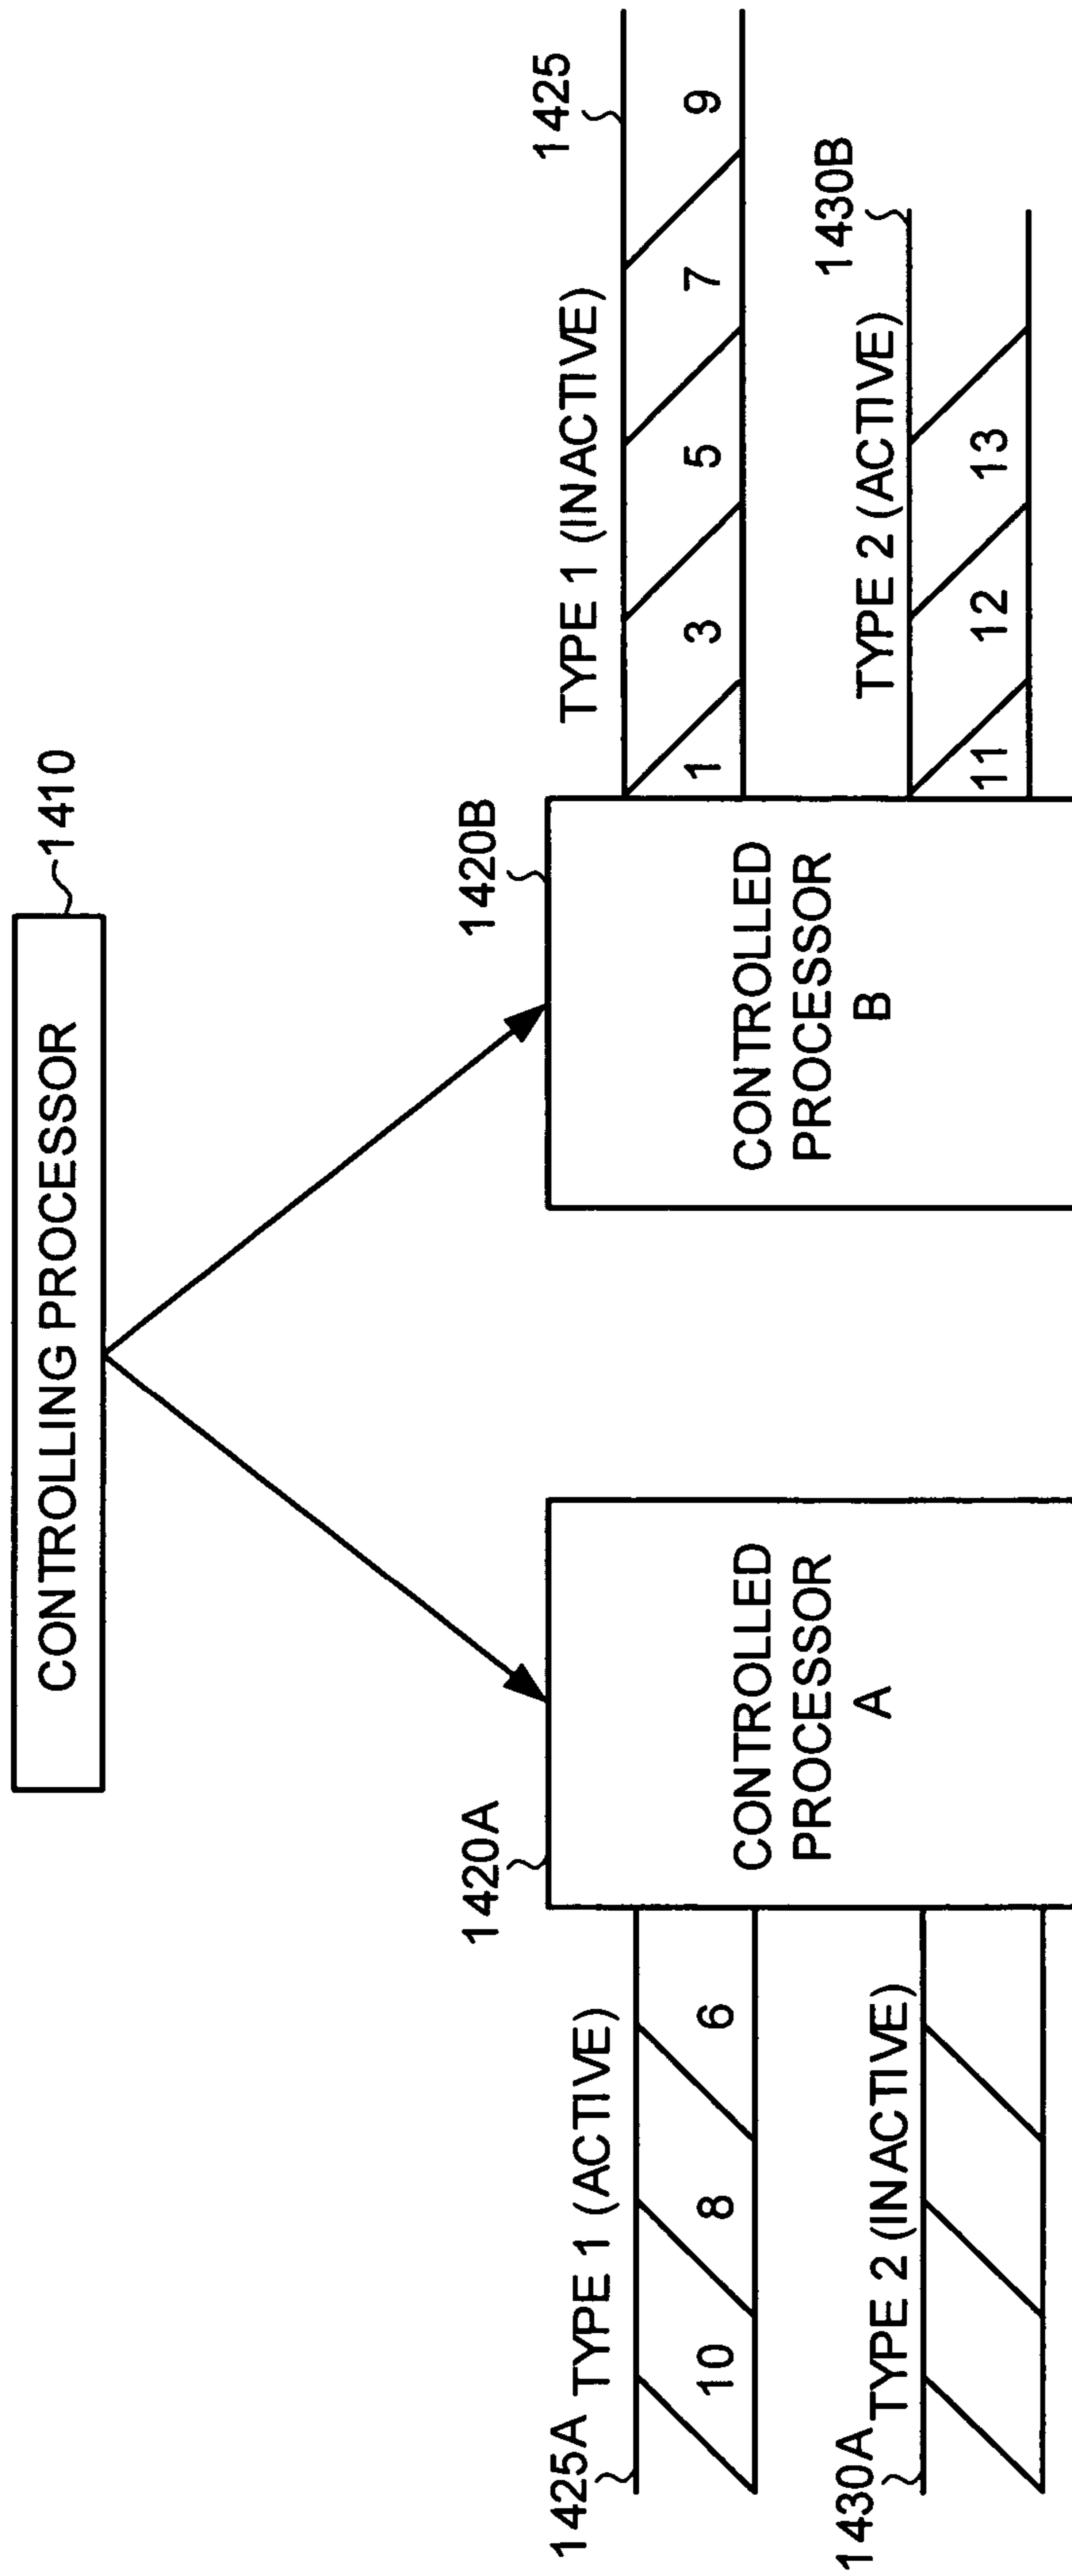 CONTROLLING PROCESSOR
1410
1420A
1420B
1425A
TYPE 1 (ACTIVE)
10 8 6
CONTROLLED
PROCESSOR
A
1430A
TYPE 2 (INACTIVE)
CONTROLLED
PROCESSOR
B
TYPE 1 (INACTIVE)
1425
1 3 5 7 9
TYPE 2 (ACTIVE)
1430B
11 12 13